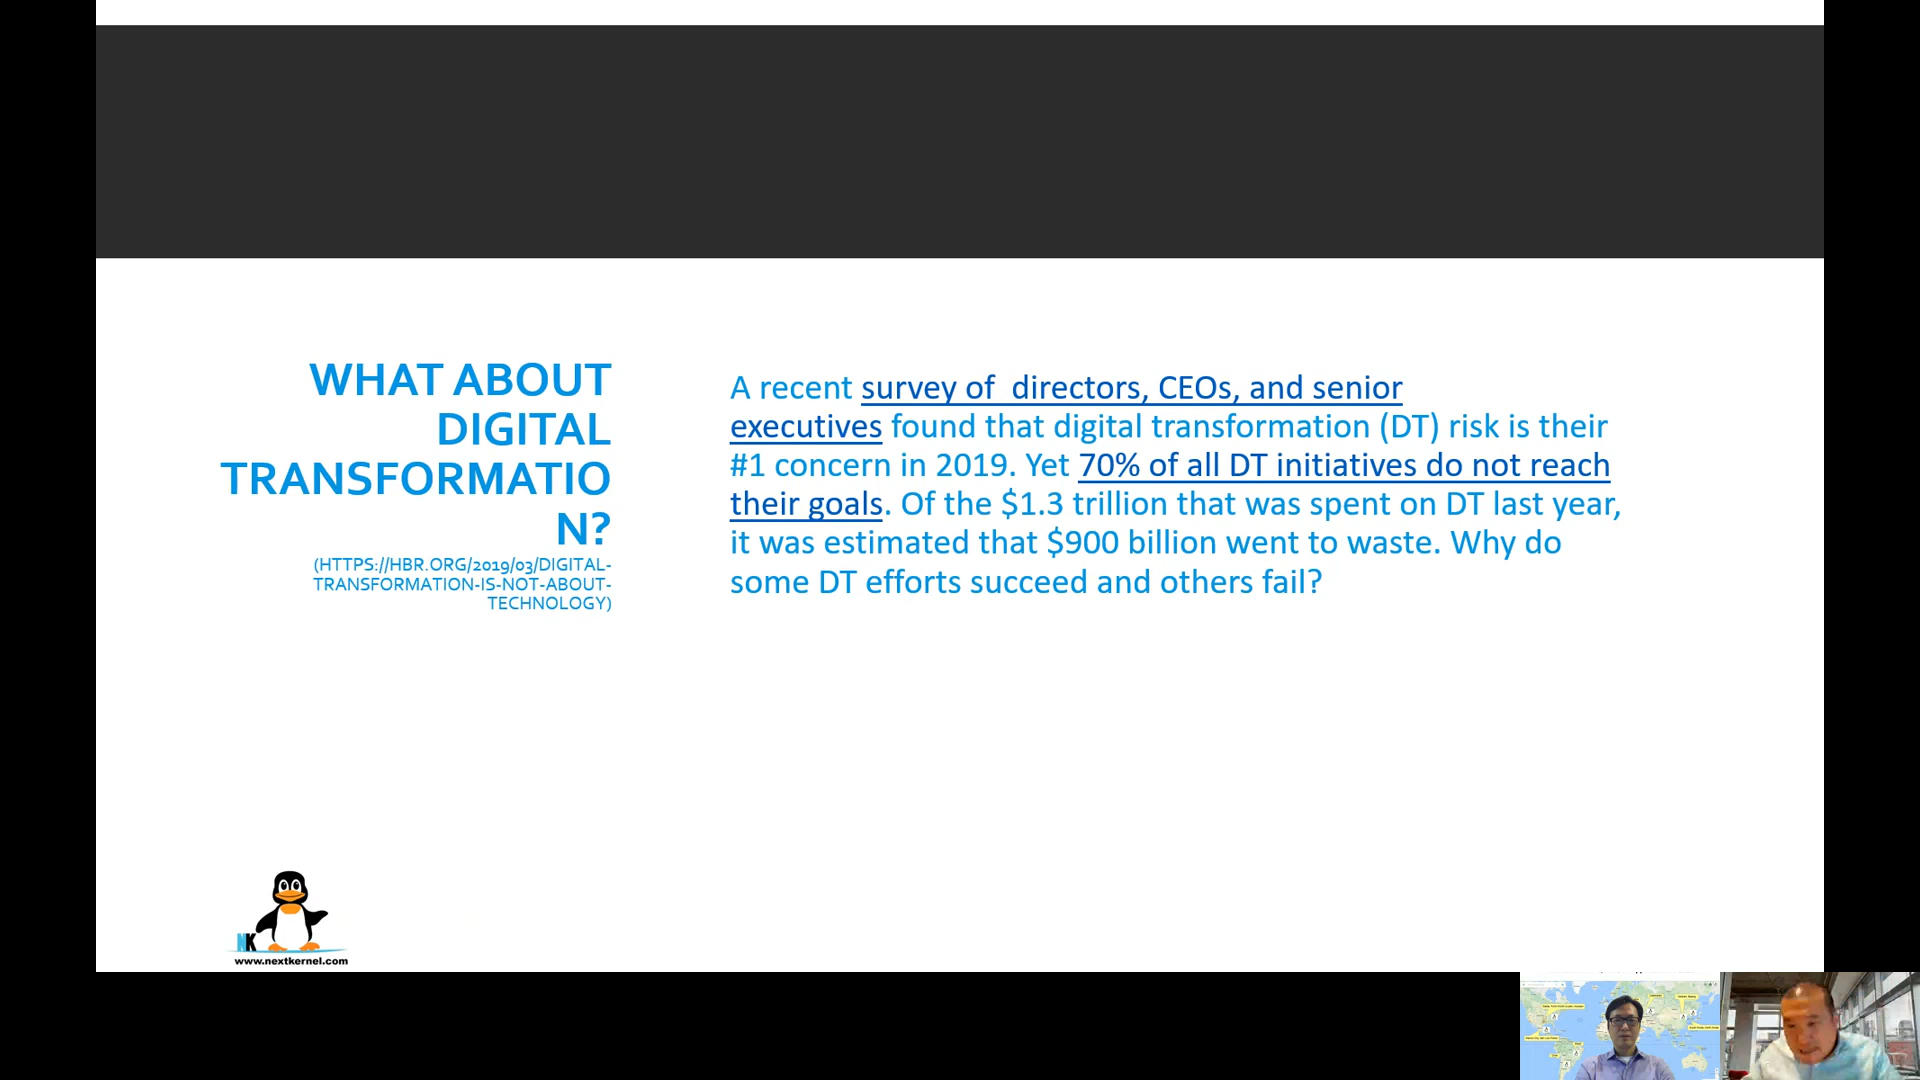 WHAT ABOUT
DIGITAL
TRANSFORMATIO
N?
(HTTPS://HBR.ORG/2019/03/DIGITAL-
TRANSFORMATION-IS-NOT-ABOUT-
TECHNOLOGY)
A recent survey of  directors, CEOs, and senior
executives found that digital transformation (DT) risk is their
#1 concern in 2019. Yet 70% of all DT initiatives do not reach
their goals. Of the $1.3 trillion that was spent on DT last year,
it was estimated that $900 billion went to waste. Why do
some DT efforts succeed and others fail?
NK
www.nextkernel.com